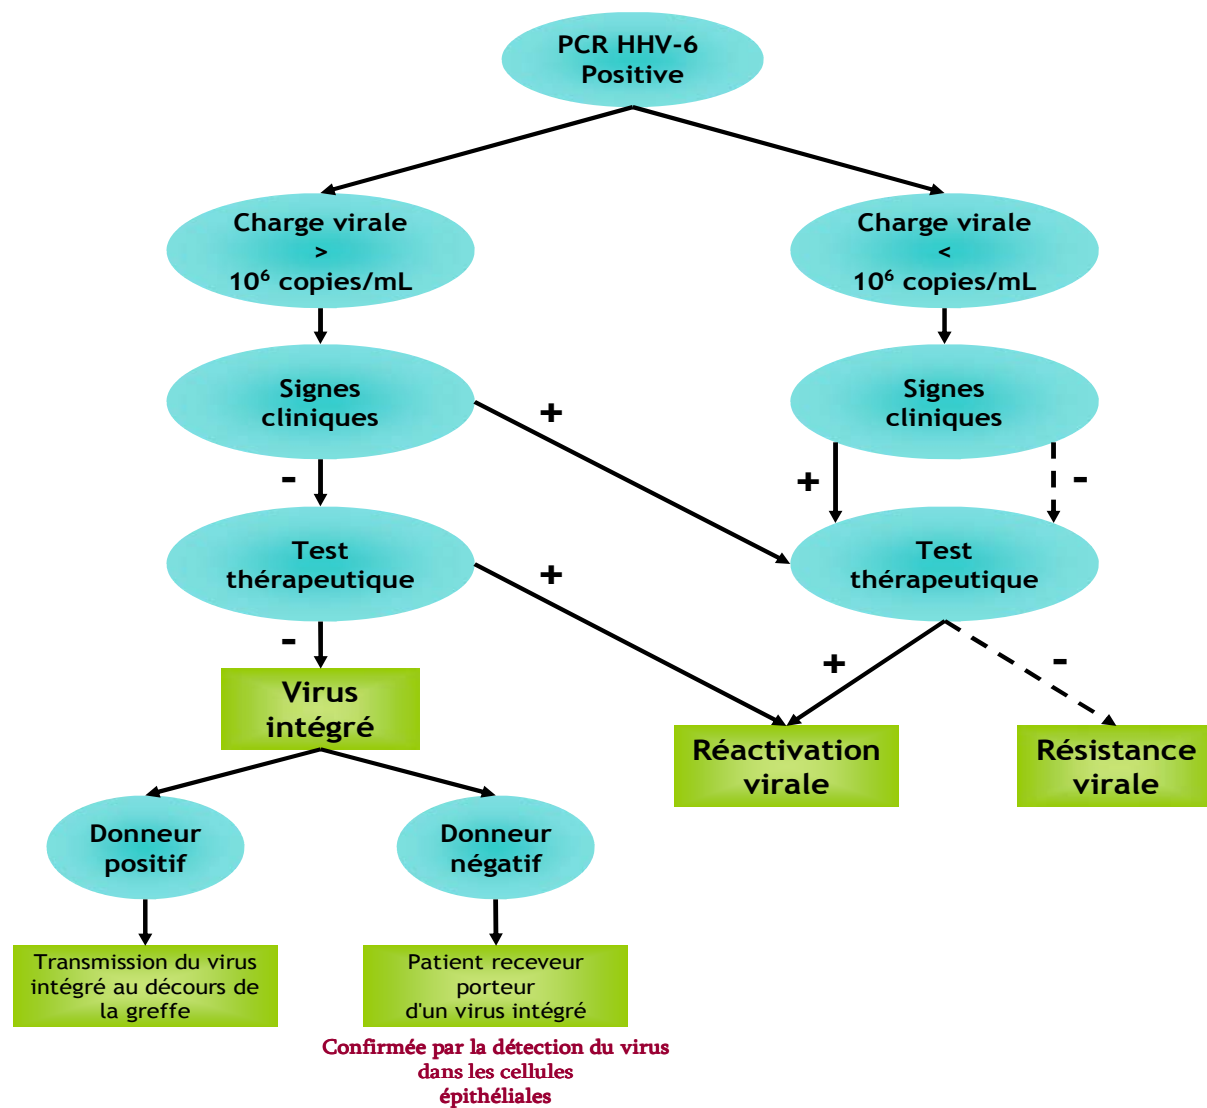 PCR HHV-6
Positive
Charge virale
>
10⁶ copies/mL
Charge virale
<
10⁶ copies/mL
Signes
cliniques
Signes
cliniques
+
-
+
-
Test
thérapeutique
Test
thérapeutique
+
-
+
-
Virus
intégré
Réactivation
virale
Résistance
virale
Donneur
positif
Donneur
négatif
Transmission du virus
intégré au décours de
la greffe
Patient receveur
porteur
d'un virus intégré
Confirmée par la détection du virus
dans les cellules
épithéliales